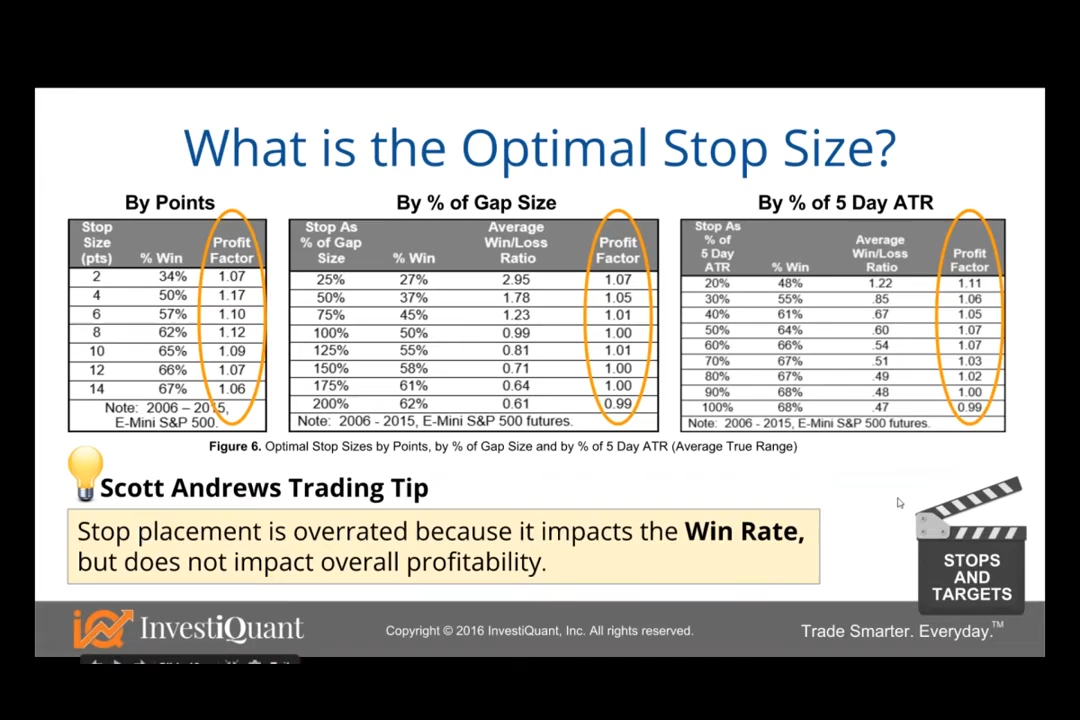 What is the Optimal Stop Size?
By Points
Stop Size (pts) % Win Profit Factor
2 34% 1.07
4 50% 1.17
6 57% 1.10
8 62% 1.12
10 65% 1.09
12 66% 1.07
14 67% 1.06
Note: 2006 – 2015,
E-Mini S&P 500.
By % of Gap Size
Stop As % of Gap Size % Win Average Win/Loss Ratio Profit Factor
25% 27% 2.95 1.07
50% 37% 1.78 1.05
75% 45% 1.23 1.01
100% 50% 0.99 1.00
125% 55% 0.81 1.01
150% 58% 0.71 1.00
175% 61% 0.64 1.00
200% 62% 0.61 0.99
Note: 2006 - 2015, E-Mini S&P 500 futures.
By % of 5 Day ATR
Stop As % of 5 Day ATR % Win Average Win/Loss Ratio Profit Factor
20% 48% 1.22 1.11
30% 55% .85 1.06
40% 61% .67 1.05
50% 64% .60 1.07
60% 66% .54 1.07
70% 67% .51 1.03
80% 67% .49 1.02
90% 68% .48 1.00
100% 68% .47 0.99
Note: 2006 - 2015, E-Mini S&P 500 futures.
Figure 6. Optimal Stop Sizes by Points, by % of Gap Size and by % of 5 Day ATR (Average True Range)
Scott Andrews Trading Tip
Stop placement is overrated because it impacts the Win Rate,
but does not impact overall profitability.
STOPS
AND
TARGETS
iQ InvestiQuant
Copyright © 2016 InvestiQuant, Inc. All rights reserved.
Trade Smarter. Everyday.™